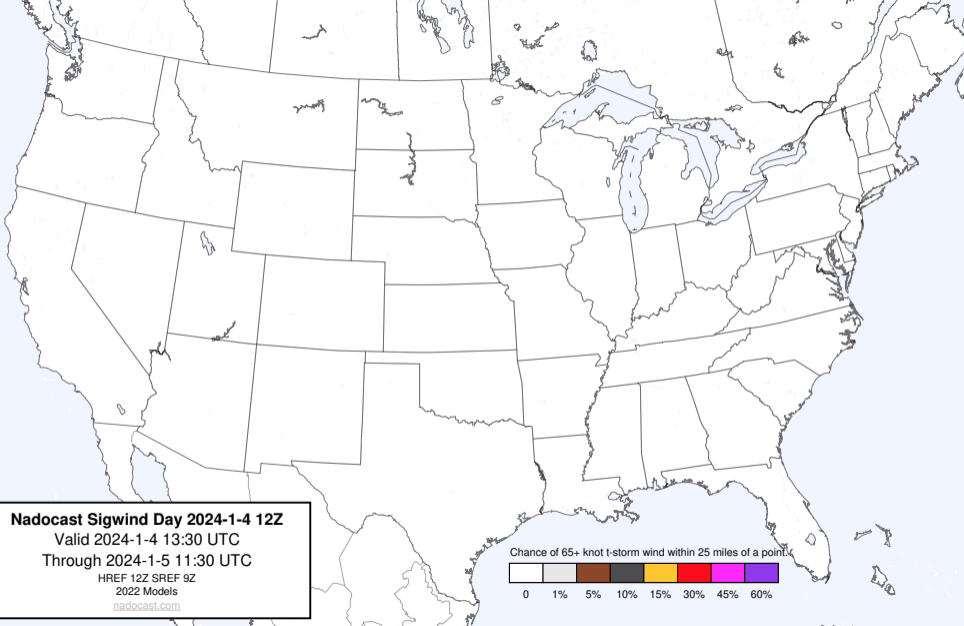 Nadocast Sigwind Day 2024-1-4 12Z
Valid 2024-1-4 13:30 UTC
Through 2024-1-5 11:30 UTC
HREF 12Z SREF 9Z
2022 Models
nadocast.com
Chance of 65+ knot t-storm wind within 25 miles of a point.
0 1% 5% 10% 15% 30% 45% 60%